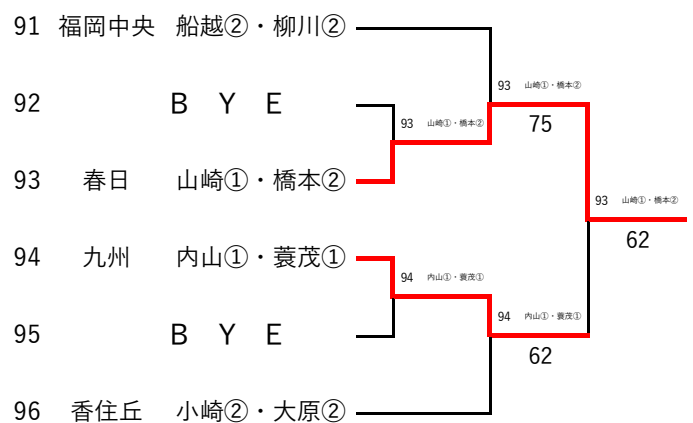 91 福岡中央 船越②・柳川②
93 山崎①・橋本②
92 B Y E
93 山崎①・橋本②
75
93 春日 山崎①・橋本②
93 山崎①・橋本②
62
94 九州 内山①・蓑茂①
94 内山①・蓑茂①
94 内山①・蓑茂①
95 B Y E
62
96 香住丘 小崎②・大原②